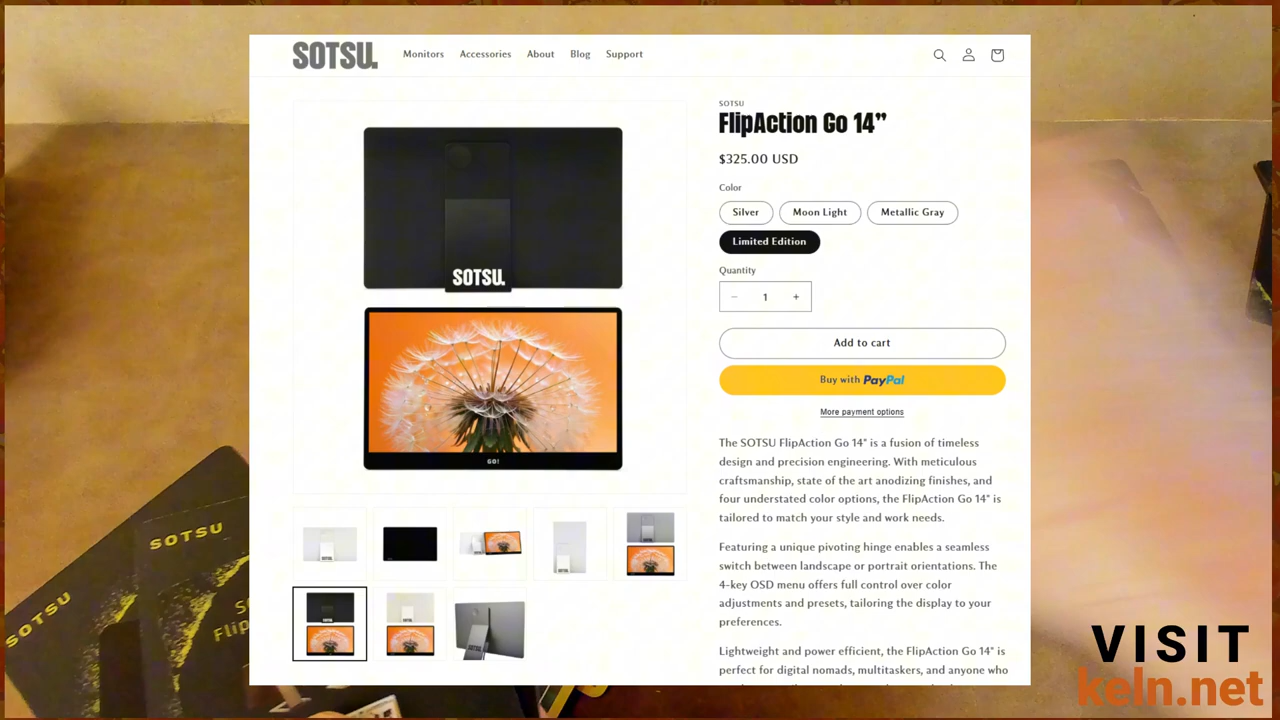 SOTSU.
Monitors
Accessories
About
Blog
Support
SOTSU.
GO!
SOTSU
FlipAction Go 14”
$325.00 USD
Color
Silver
Moon Light
Metallic Gray
Limited Edition
Quantity
− 1 +
Add to cart
Buy with PayPal
More payment options
The SOTSU FlipAction Go 14" is a fusion of timeless
design and precision engineering. With meticulous
craftsmanship, state of the art anodizing finishes, and
four understated color options, the FlipAction Go 14" is
tailored to match your style and work needs.
Featuring a unique pivoting hinge enables a seamless
switch between landscape or portrait orientations. The
4-key OSD menu offers full control over color
adjustments and presets, tailoring the display to your
preferences.
Lightweight and power efficient, the FlipAction Go 14" is
perfect for digital nomads, multitaskers, and anyone who
SOTSU
SOTSU
VISIT
keln.net